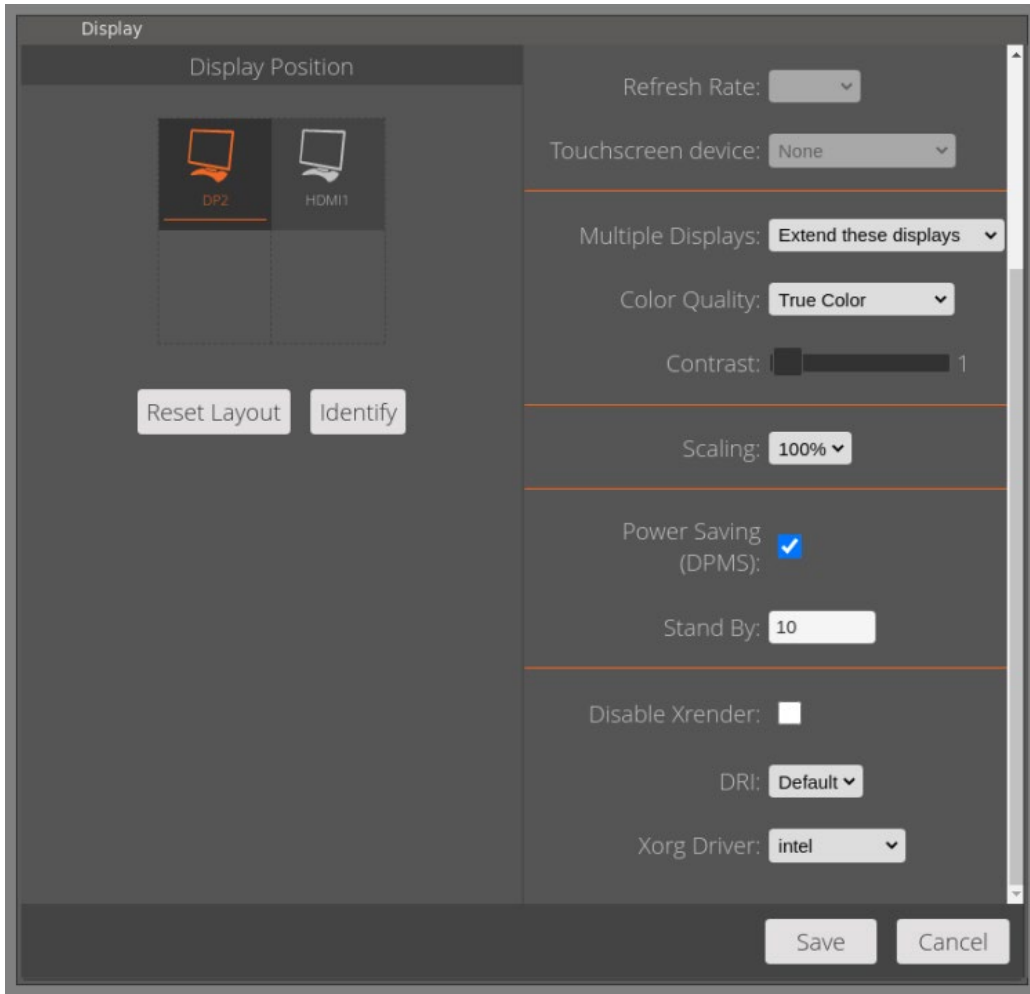 Display
Display Position
DP2 HDMI1
Reset Layout Identify
Refresh Rate:
Touchscreen device: None
Multiple Displays: Extend these displays
Color Quality: True Color
Contrast: 1
Scaling: 100%
Power Saving
(DPMS):
Stand By: 10
Disable Xrender:
DRI: Default
Xorg Driver: intel
Save Cancel